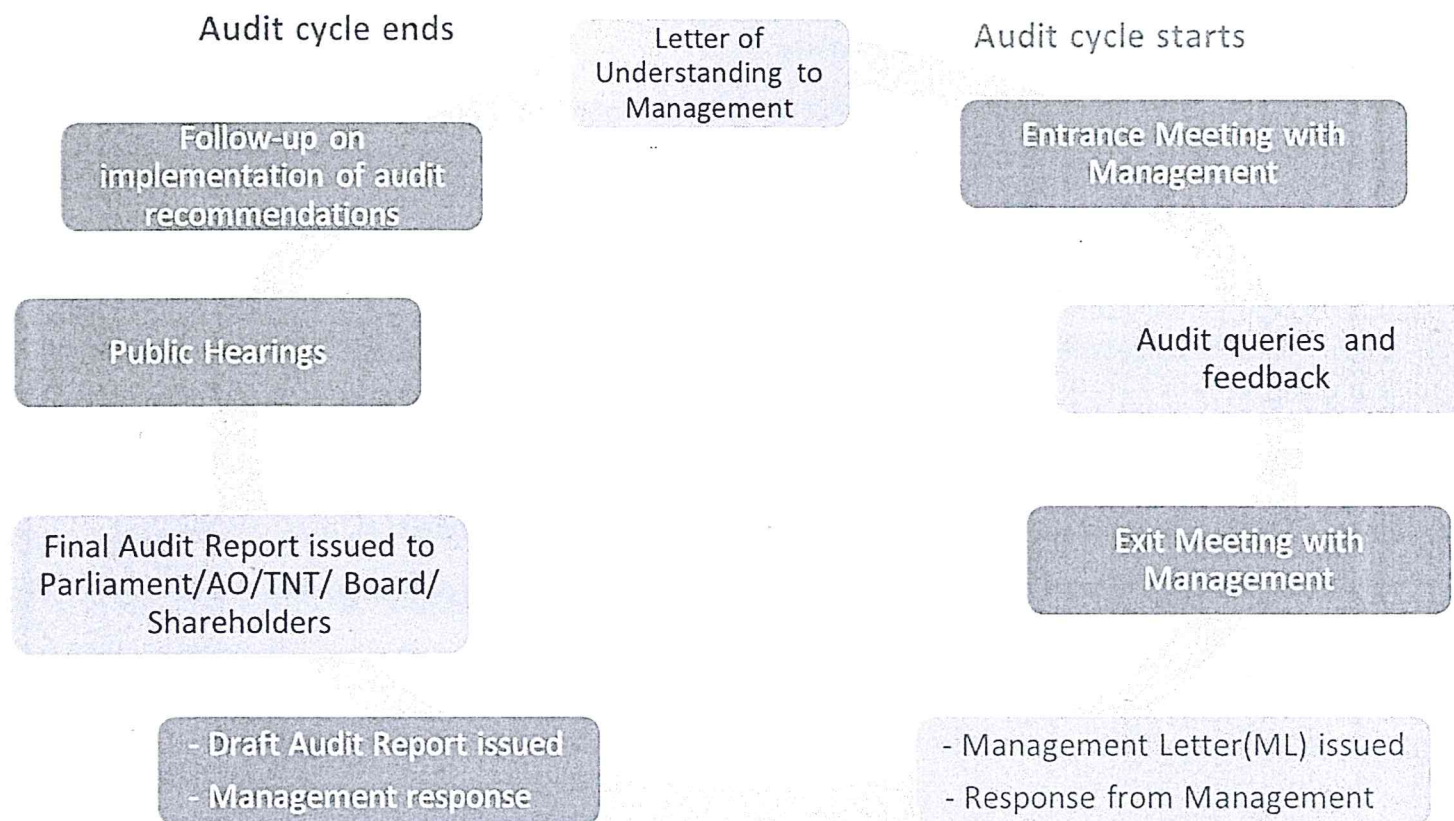 Audit cycle ends
Audit cycle starts
Letter of
Understanding to
Management
Entrance Meeting with
Management
Audit queries and
feedback
Exit Meeting with
Management
- Management Letter(ML) issued
- Response from Management
- Draft Audit Report issued
- Management response
Final Audit Report issued to
Parliament/AO/TNT/ Board/
Shareholders
Public Hearings
Follow-up on
implementation of audit
recommendations